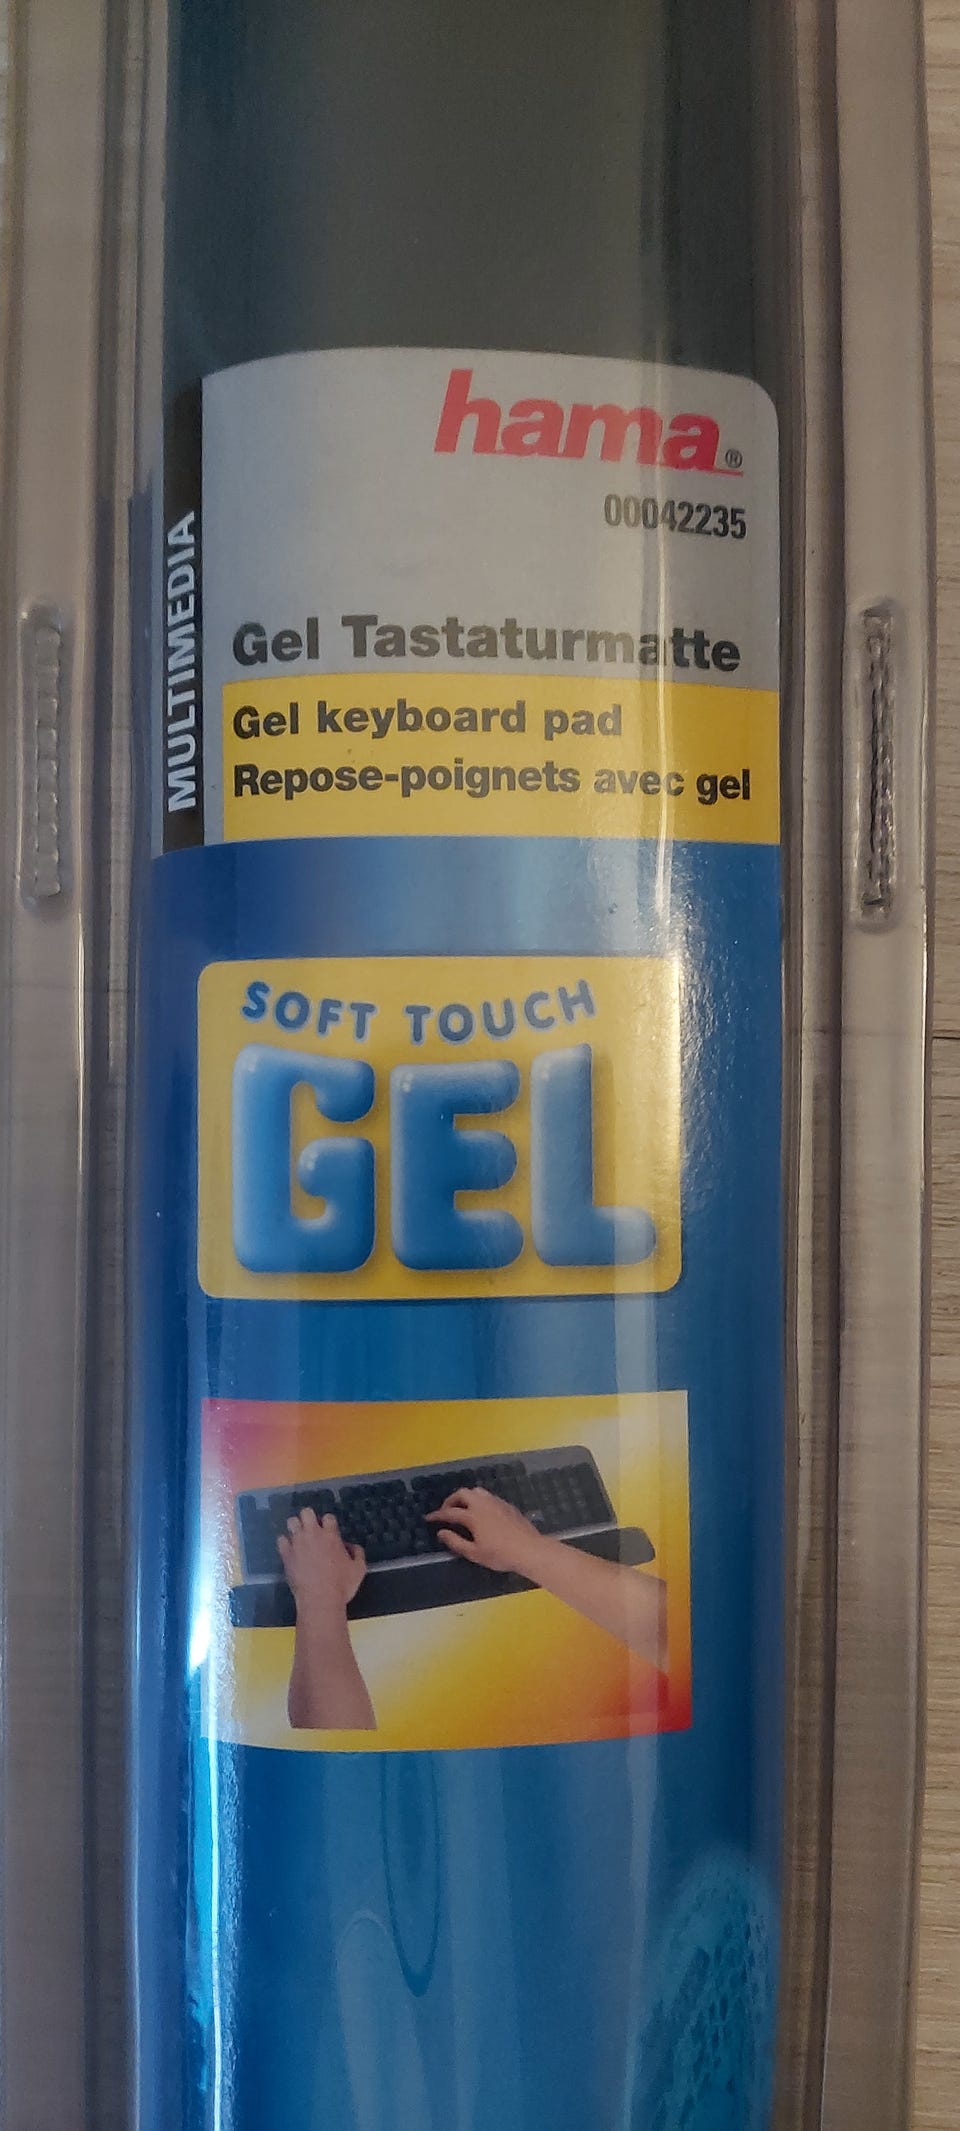 hama®
00042235
MULTIMEDIA
Gel Tastaturmatte
Gel keyboard pad
Repose-poignets avec gel
SOFT TOUCH
GEL